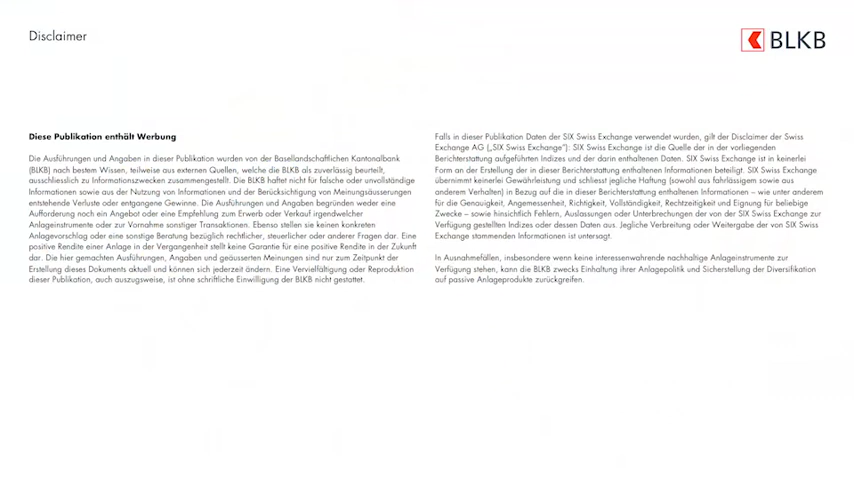 Disclaimer
BLKB
Diese Publikation enthält Werbung
Die Ausführungen und Angaben in dieser Publikation wurden von der Basellandschaftlichen Kantonalbank
(BLKB) nach bestem Wissen, teilweise aus externen Quellen, welche die BLKB als zuverlässig beurteilt,
ausschliesslich zu Informationszwecken zusammengestellt. Die BLKB haftet nicht für falsche oder unvollständige
Informationen sowie aus der Nutzung von Informationen und der Berücksichtigung von Meinungsäusserungen
entstehende Verluste oder entgangene Gewinne. Die Ausführungen und Angaben begründen weder eine
Aufforderung noch ein Angebot oder eine Empfehlung zum Erwerb oder Verkauf irgendwelcher
Anlageinstrumente oder zur Vornahme sonstiger Transaktionen. Ebenso stellen sie keinen konkreten
Anlagevorschlag oder eine sonstige Beratung bezüglich rechtlicher, steuerlicher oder anderer Fragen dar. Eine
positive Rendite einer Anlage in der Vergangenheit stellt keine Garantie für eine positive Rendite in der Zukunft
dar. Die hier gemachten Ausführungen, Angaben und geäusserten Meinungen sind nur zum Zeitpunkt der
Erstellung dieses Dokuments aktuell und können sich jederzeit ändern. Eine Vervielfältigung oder Reproduktion
dieser Publikation, auch auszugsweise, ist ohne schriftliche Einwilligung der BLKB nicht gestattet.
Falls in dieser Publikation Daten der SIX Swiss Exchange verwendet wurden, gilt der Disclaimer der Swiss
Exchange AG („SIX Swiss Exchange“): SIX Swiss Exchange ist die Quelle der in der vorliegenden
Berichterstattung aufgeführten Indizes und der darin enthaltenen Daten. SIX Swiss Exchange ist in keinerlei
Form an der Erstellung der in dieser Berichterstattung enthaltenen Informationen beteiligt. SIX Swiss Exchange
übernimmt keinerlei Gewährleistung und schliesst jegliche Haftung (sowohl aus fahrlässigem sowie aus
anderem Verhalten) in Bezug auf die in dieser Berichterstattung enthaltenen Informationen – wie unter anderem
für die Genauigkeit, Angemessenheit, Richtigkeit, Vollständigkeit, Rechtzeitigkeit und Eignung für beliebige
Zwecke – sowie hinsichtlich Fehlern, Auslassungen oder Unterbrechungen der von der SIX Swiss Exchange zur
Verfügung gestellten Indizes oder dessen Daten aus. Jegliche Verbreitung oder Weitergabe der von SIX Swiss
Exchange stammenden Informationen ist untersagt.
In Ausnahmefällen, insbesondere wenn keine interessenwahrende nachhaltige Anlageinstrumente zur
Verfügung stehen, kann die BLKB zwecks Einhaltung ihrer Anlagepolitik und Sicherstellung der Diversifikation
auf passive Anlageprodukte zurückgreifen.